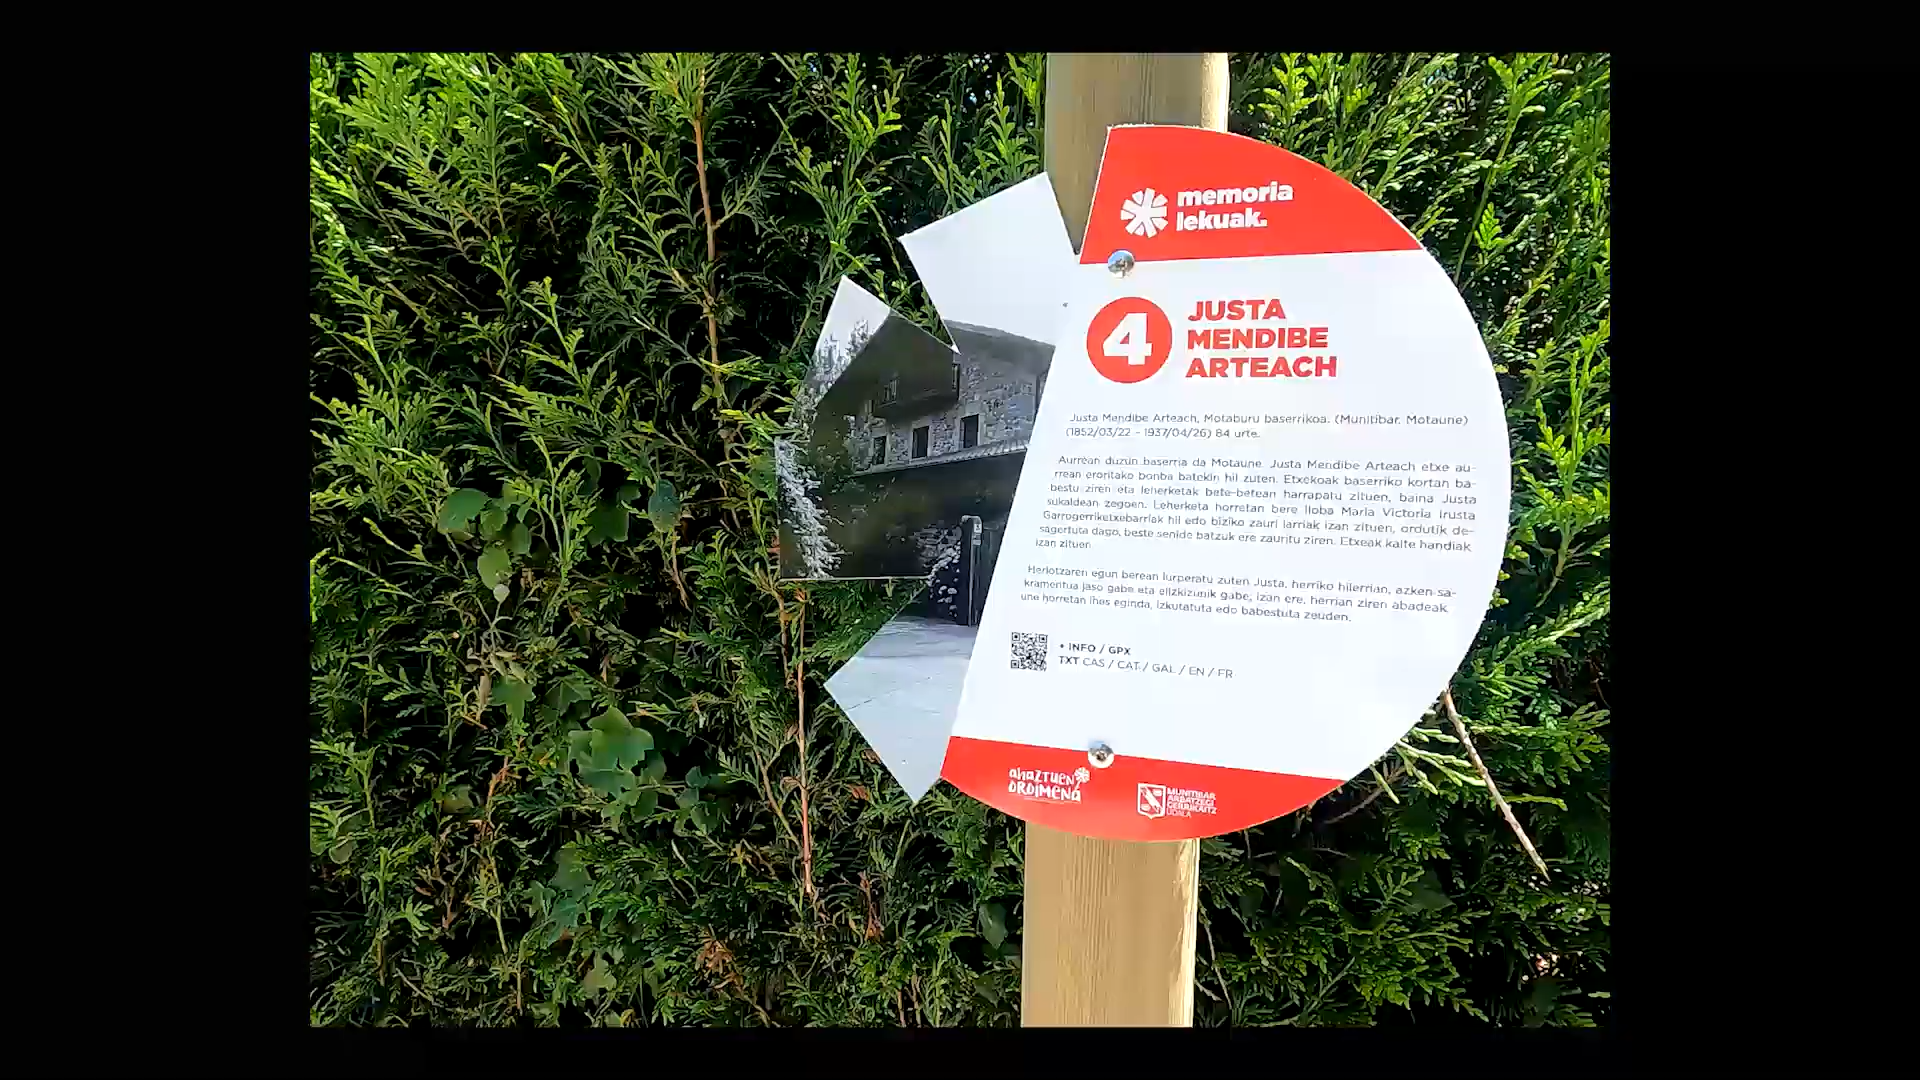 memoria
lekuak.
4
JUSTA
MENDIBE
ARTEACH
Justa Mendibe Arteach, Motaburu baserrikoa. (Munitibar. Motaune)
(1852/03/22 - 1937/04/26) 84 urte.
Aurrean duzun baserria da Motaune. Justa Mendibe Arteach etxe au-
rrean eroritako bonba batekin hil zuten. Etxekoak baserriko kortan ba-
bestu ziren eta leherketak bete-betean harrapatu zituen, baina Justa
sukaldean zegoen. Leherketa horretan bere iloba Maria Victoria Irusta
Garrogerriketxebarriak hil edo biziko zauri larriak izan zituen, ordutik de-
sagertuta dago, beste senide batzuk ere zauritu ziren. Etxeak kalte handiak
izan zituen.
Heriotzaren egun berean lurperatu zuten Justa, herriko hilerrian, azken sa-
kramentua jaso gabe eta elizkizunik gabe, izan ere, herrian ziren abadeak
une horretan ihes eginda, izkutatuta edo babestuta zeuden.
+ INFO / GPX
TXT CAS / CAT / GAL / EN / FR
ahaztuen
oroimena
MUNITIBAR
ARBATZEGI
GERRIKAITZ
UDALA